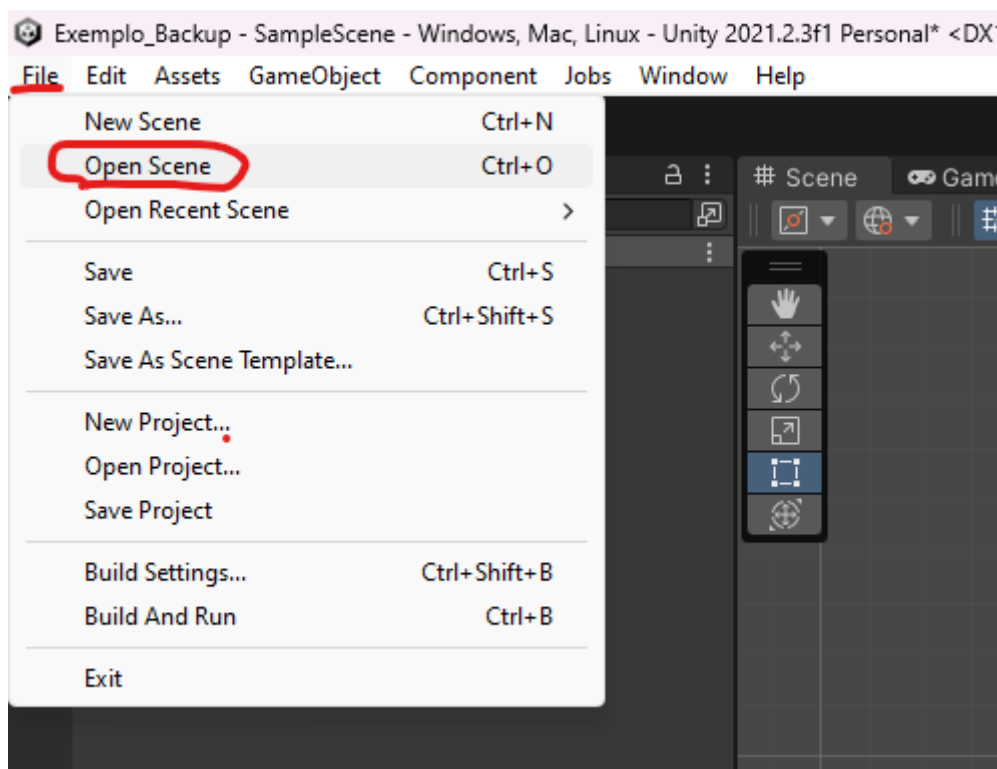 Exemplo_Backup - SampleScene - Windows, Mac, Linux - Unity 2021.2.3f1 Personal* <DX1
File Edit Assets GameObject Component Jobs Window Help
New Scene Ctrl+N
Open Scene Ctrl+O
Open Recent Scene
Save Ctrl+S
Save As... Ctrl+Shift+S
Save As Scene Template...
New Project...
Open Project...
Save Project
Build Settings... Ctrl+Shift+B
Build And Run Ctrl+B
Exit
Scene Game